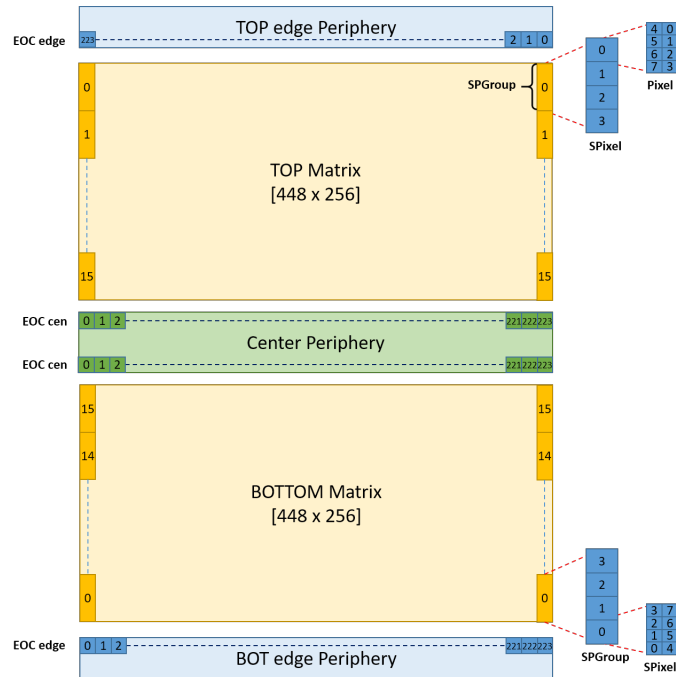 TOP edge Periphery
EOC edge
223
2 1 0
4 0
5 1
6 2
7 3
Pixel
0
1
2
3
SPixel
SPGroup
0
1
15
0
1
15
TOP Matrix
[448 x 256]
EOC cen
0 1 2
221 222 223
Center Periphery
EOC cen
0 1 2
221 222 223
15
14
0
15
14
0
BOTTOM Matrix
[448 x 256]
3
2
1
0
SPGroup
3 7
2 6
1 5
0 4
SPixel
EOC edge
0 1 2
221 222 223
BOT edge Periphery